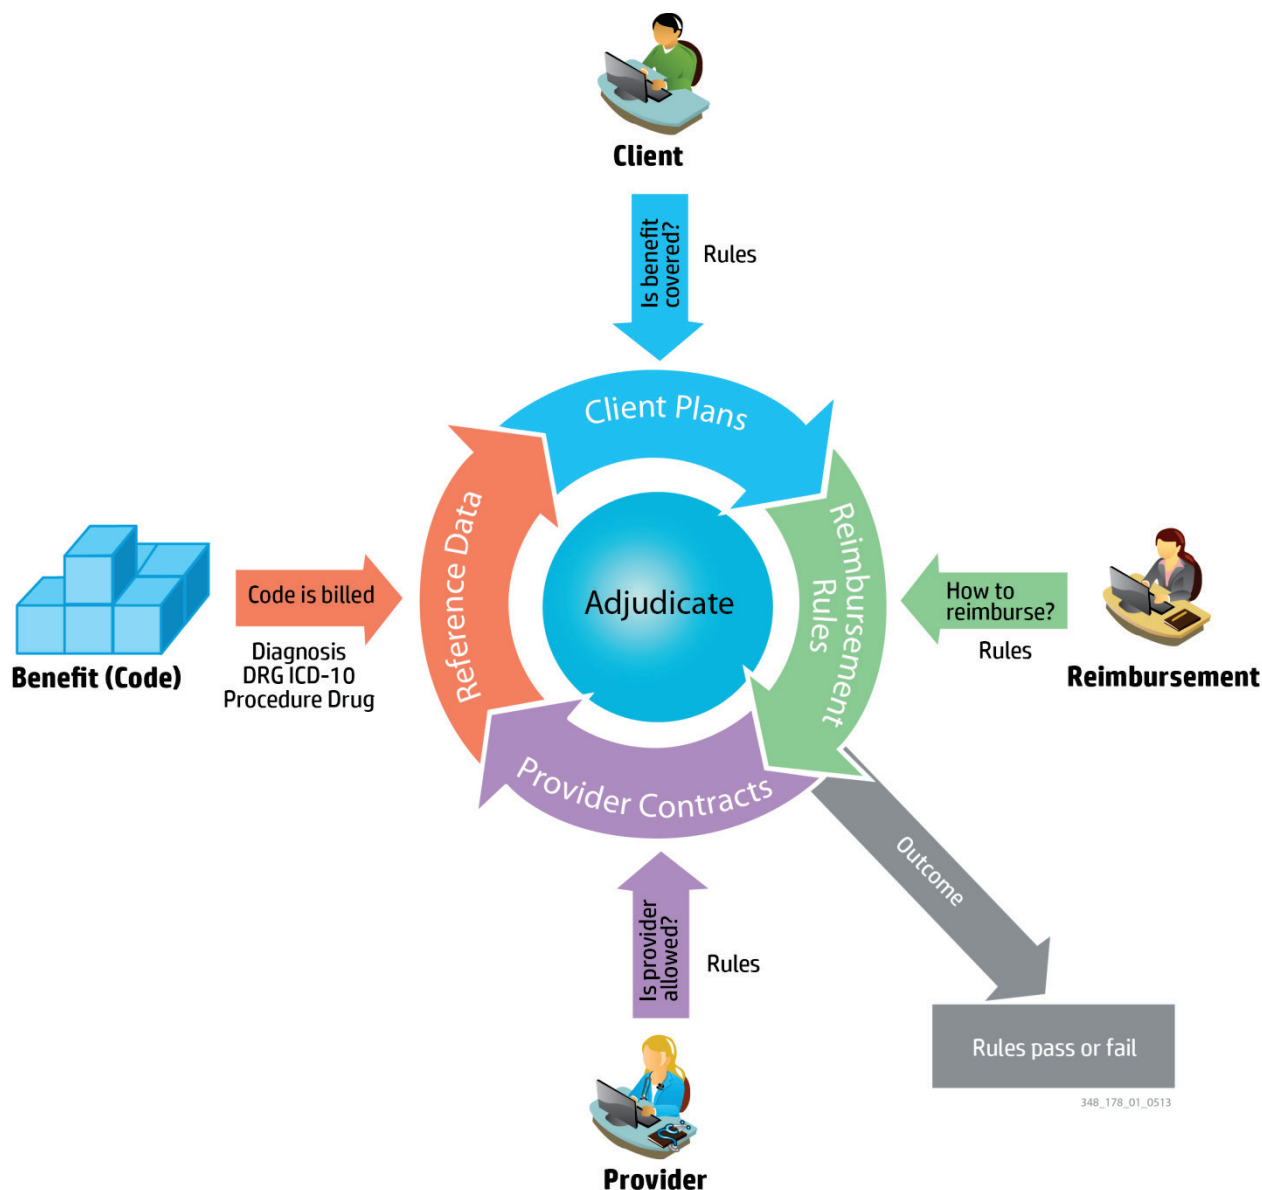 Client
Is benefit
covered?
Rules
Client Plans
Reference Data
Adjudicate
Reimbursement
Rules
Provider Contracts
Code is billed
Diagnosis
DRG ICD-10
Procedure Drug
Benefit (Code)
How to
reimburse?
Rules
Reimbursement
Outcome
Rules pass or fail
348_178_01_0513
Is provider
allowed?
Rules
Provider